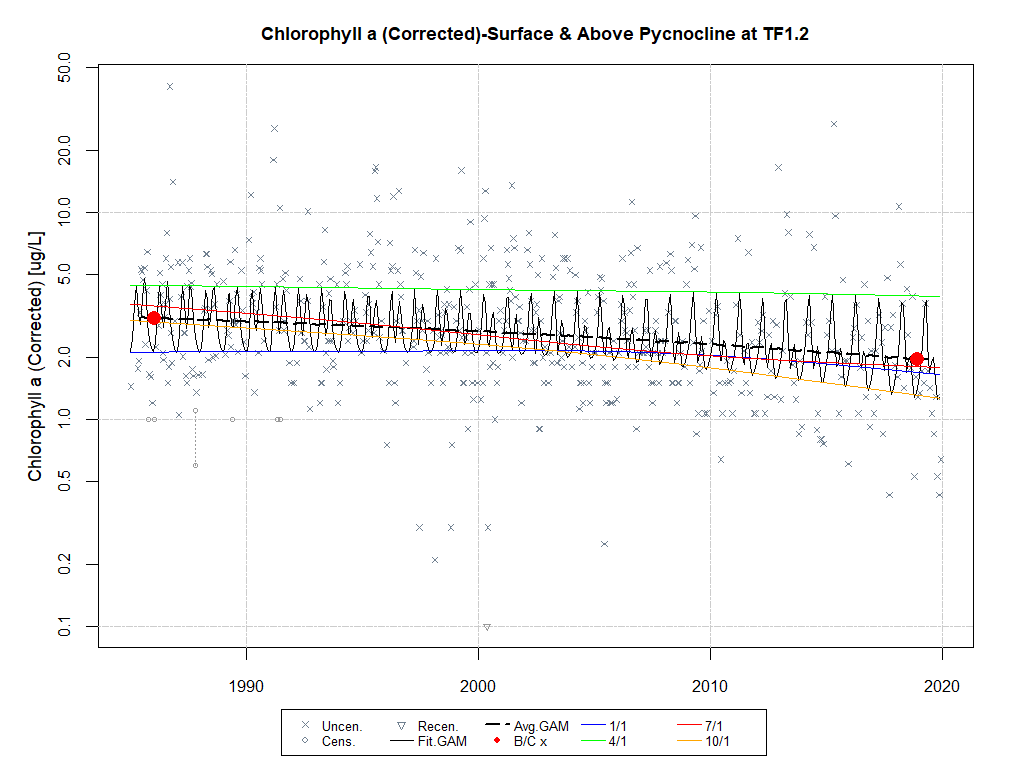 Chlorophyll a (Corrected)-Surface & Above Pycnocline at TF1.2
Chlorophyll a (Corrected) [ug/L]
50.0
20.0
10.0
5.0
2.0
1.0
0.5
0.2
0.1
1990 2000 2010 2020
Uncen. Recen. Avg.GAM 1/1 7/1
Cens. Fit.GAM B/C x 4/1 10/1